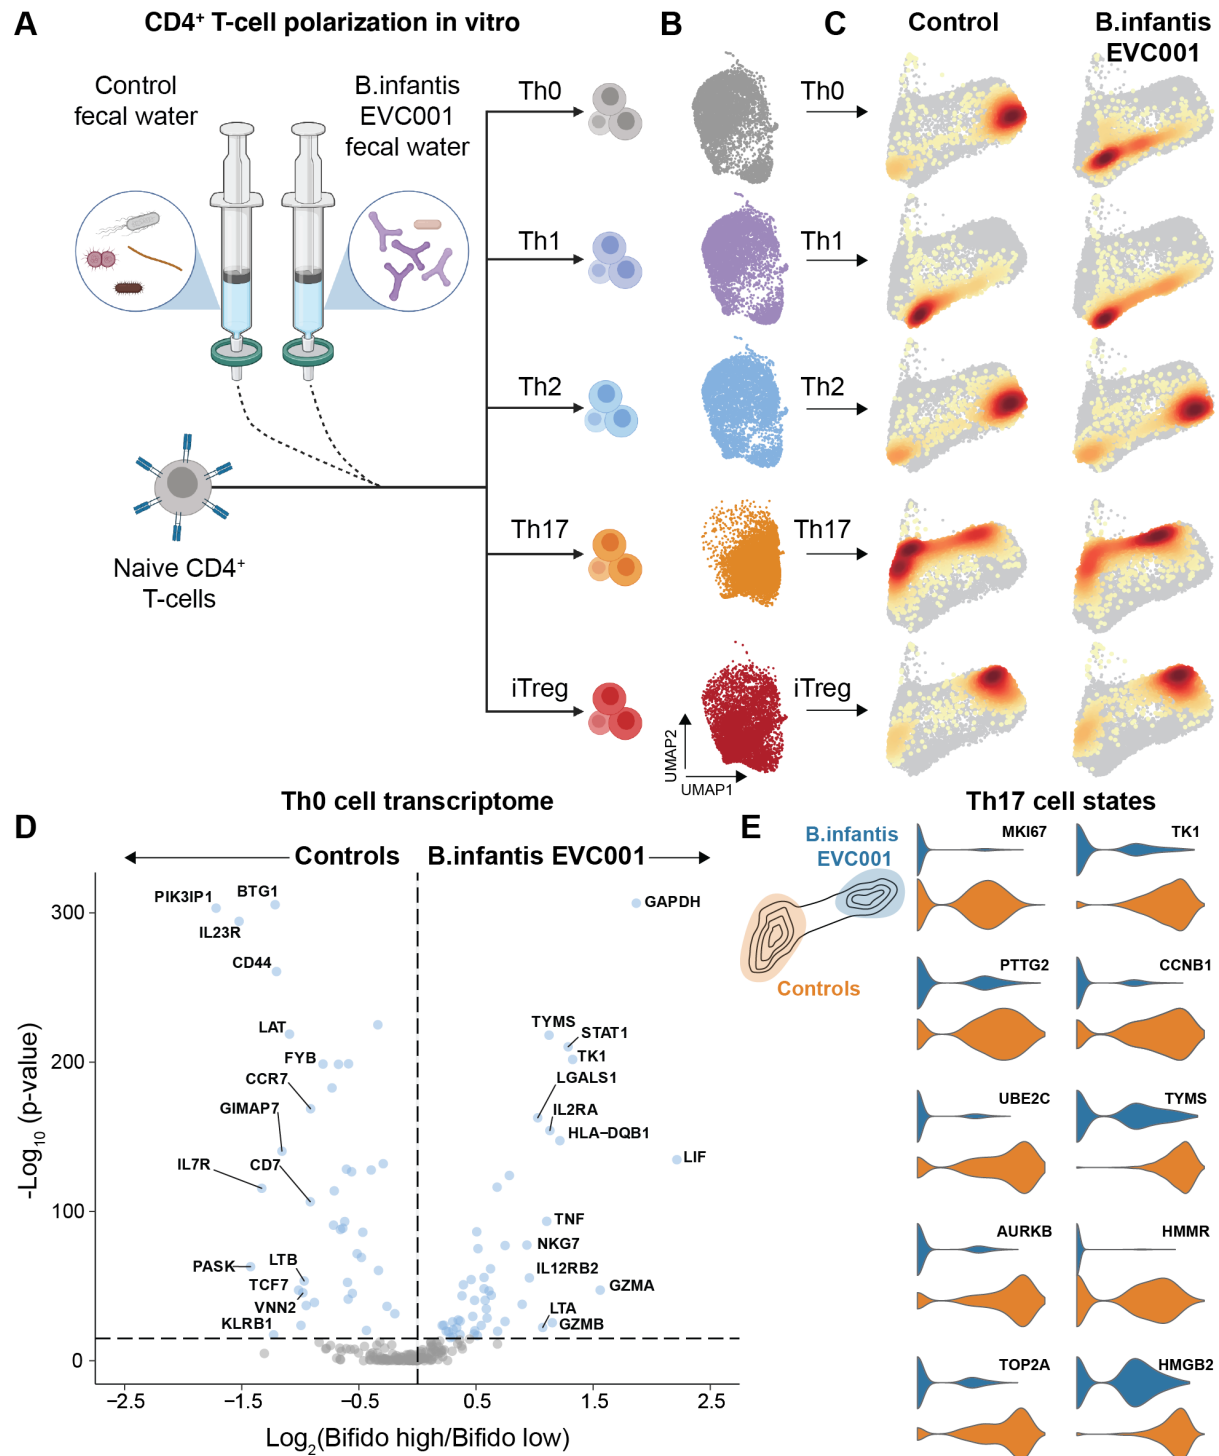 A
CD4+ T-cell polarization in vitro
B
C
Control
B.infantis
EVC001
Control
fecal water
B.infantis
EVC001
fecal water
Th0
Th0
Th1
Th1
Th2
Th2
Th17
Th17
Naive CD4+
T-cells
iTreg
iTreg
UMAP2
UMAP1
Th0 cell transcriptome
Th17 cell states
D
E
Controls
B.infantis EVC001
-Log10 (p-value)
300
200
100
0
PIK3IP1
BTG1
IL23R
CD44
LAT
FYB
CCR7
GIMAP7
IL7R
CD7
PASK
LTB
TCF7
VNN2
KLRB1
GAPDH
TYMS
STAT1
TK1
LGALS1
IL2RA
HLA−DQB1
LIF
TNF
NKG7
IL12RB2
GZMA
LTA
GZMB
−2.5
−1.5
−0.5
0.5
1.5
2.5
Log2(Bifido high/Bifido low)
B.infantis
EVC001
Controls
MKI67
TK1
PTTG2
CCNB1
UBE2C
TYMS
AURKB
HMMR
TOP2A
HMGB2